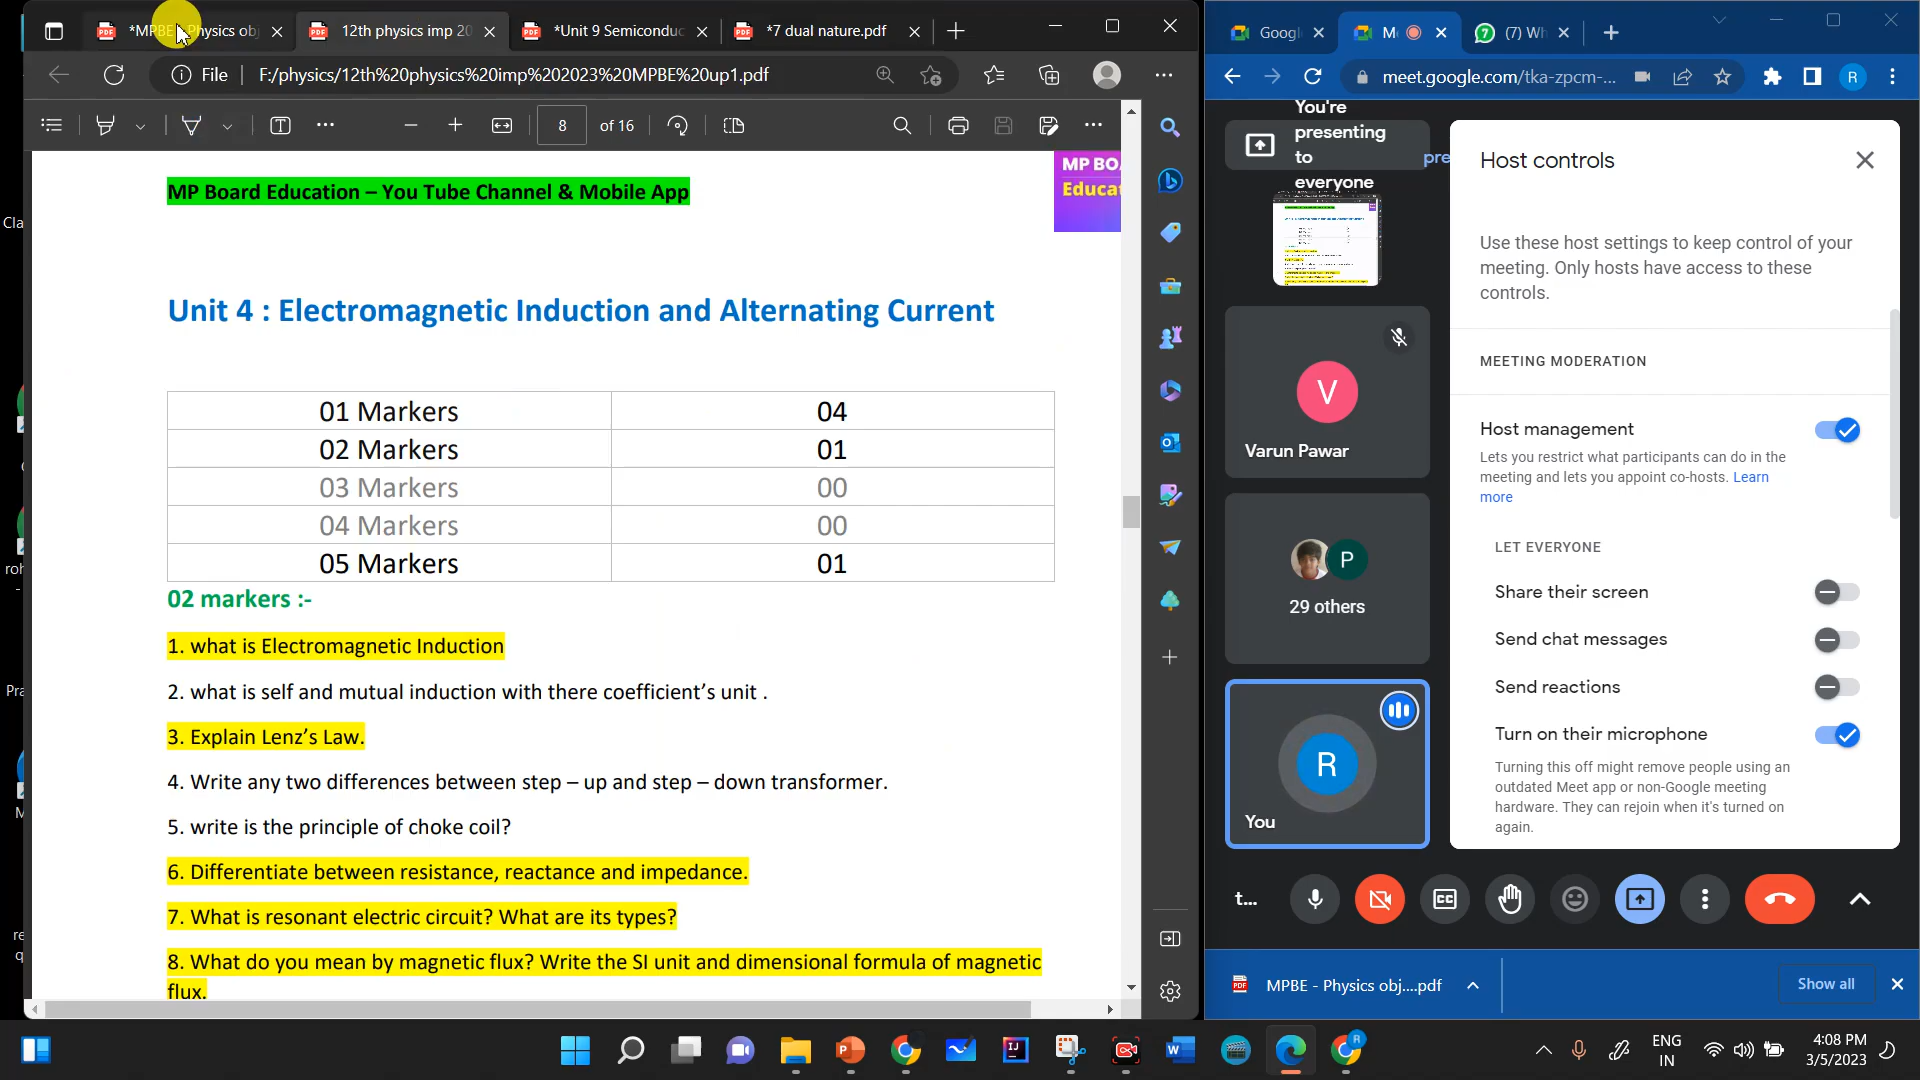 *MPBE - Physics obj
12th physics imp 20
*Unit 9 Semiconduc
*7 dual nature.pdf
File
F:/physics/12th%20physics%20imp%202023%20MPBE%20up1.pdf
8
of 16
MP Board Education – You Tube Channel & Mobile App
MP BO
Educa
Unit 4 : Electromagnetic Induction and Alternating Current
01 Markers 04
02 Markers 01
03 Markers 00
04 Markers 00
05 Markers 01
02 markers :-
1. what is Electromagnetic Induction
2. what is self and mutual induction with there coefficient’s unit .
3. Explain Lenz’s Law.
4. Write any two differences between step – up and step – down transformer.
5. write is the principle of choke coil?
6. Differentiate between resistance, reactance and impedance.
7. What is resonant electric circuit? What are its types?
8. What do you mean by magnetic flux? Write the SI unit and dimensional formula of magnetic
flux.
Googl
M
(7) Wh
meet.google.com/tka-zpcm-...
R
You're
presenting
to
everyone
pre
V
Varun Pawar
P
29 others
R
You
Host controls
Use these host settings to keep control of your
meeting. Only hosts have access to these
controls.
MEETING MODERATION
Host management
Lets you restrict what participants can do in the
meeting and lets you appoint co-hosts. Learn
more
LET EVERYONE
Share their screen
Send chat messages
Send reactions
Turn on their microphone
Turning this off might remove people using an
outdated Meet app or non-Google meeting
hardware. They can rejoin when it's turned on
again.
t...
MPBE - Physics obj....pdf
Show all
Cla
roh
Pra
re
q
ENG
IN
4:08 PM
3/5/2023